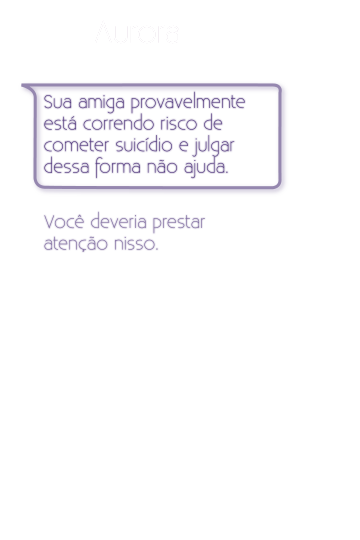 Aurora
Sua amiga provavelmente
está correndo risco de
cometer suicídio e julgar
dessa forma não ajuda.
Você deveria prestar
atenção nisso.